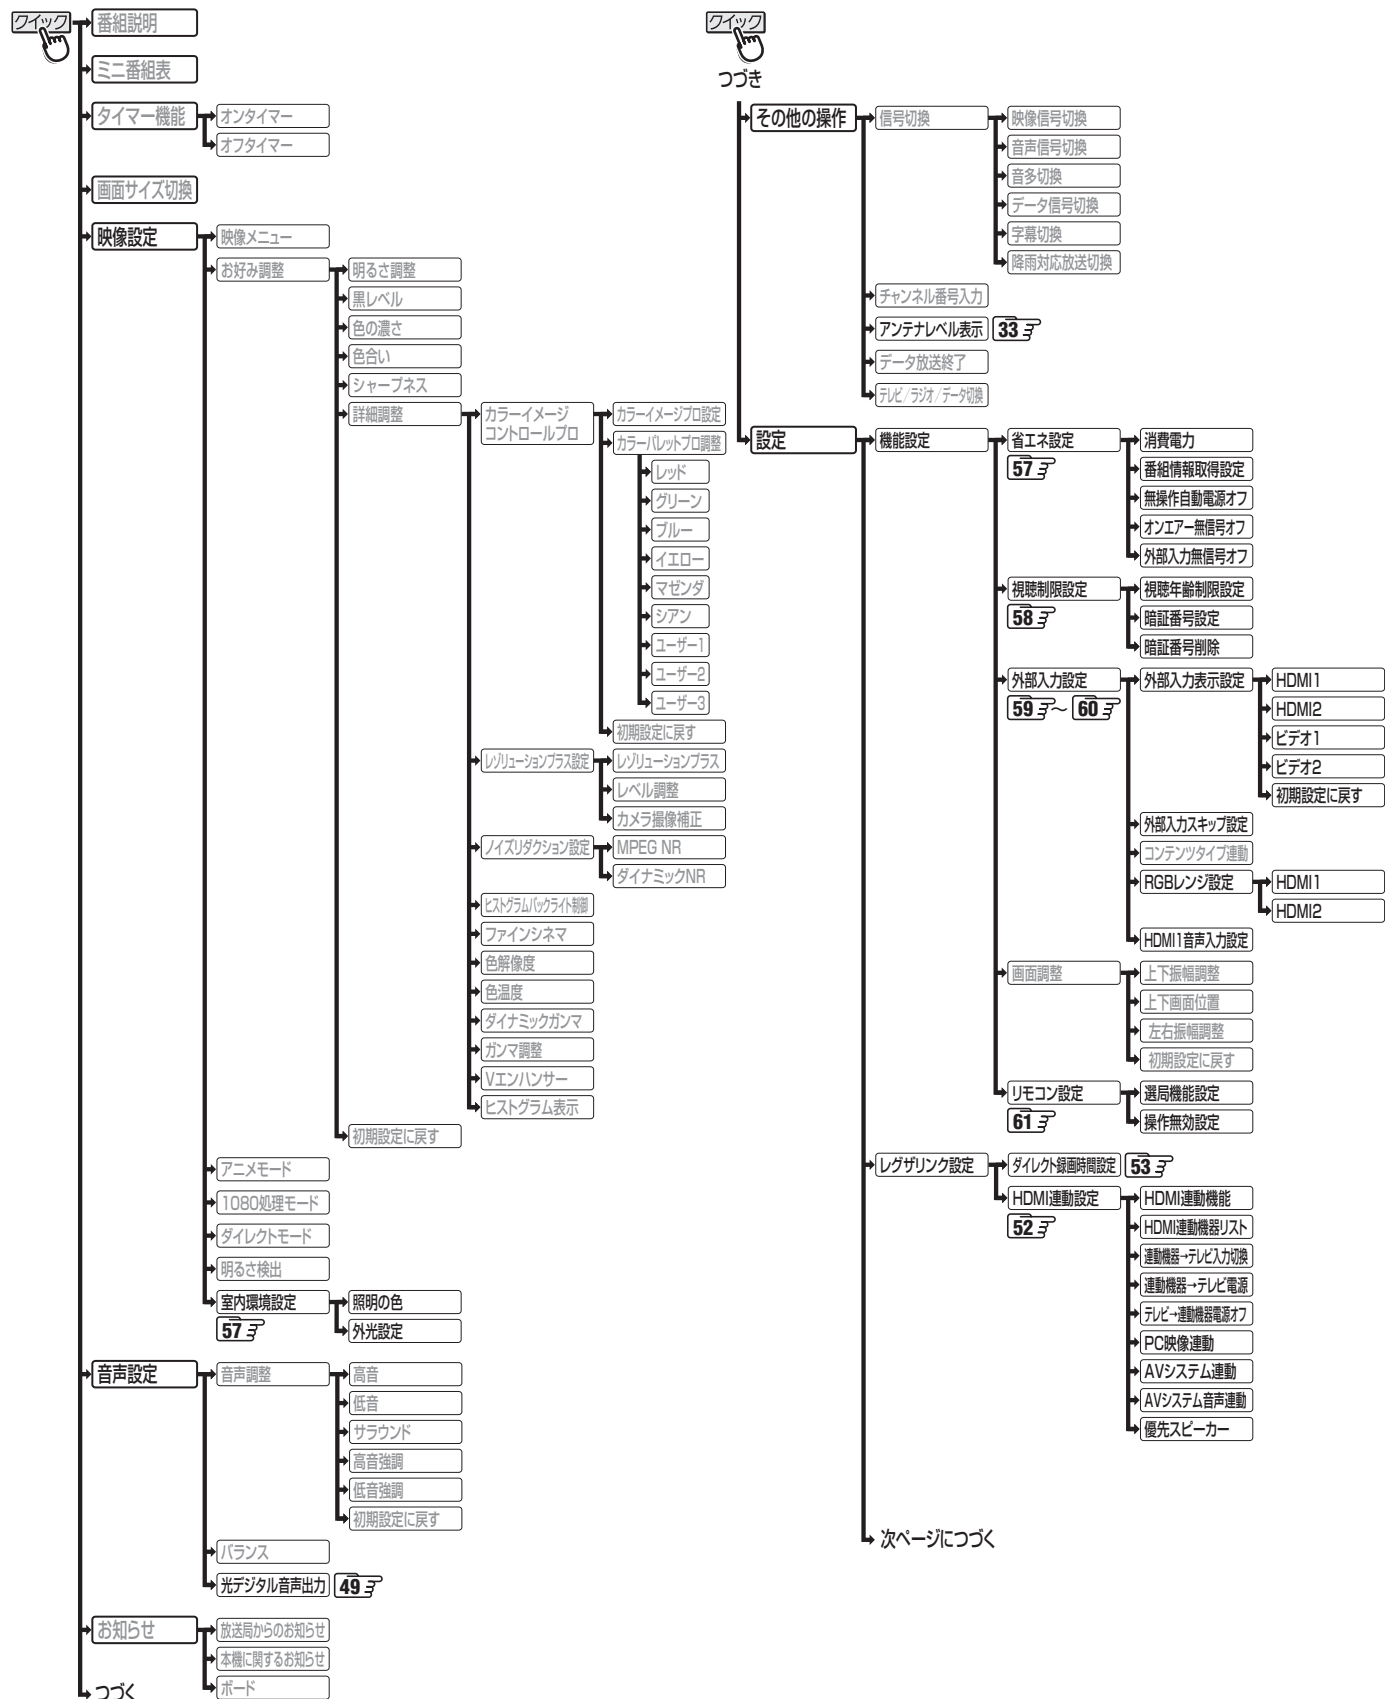 クイック
番組説明
ミニ番組表
タイマー機能
オンタイマー
オフタイマー
画面サイズ切換
映像設定
映像メニュー
お好み調整
明るさ調整
黒レベル
色の濃さ
色合い
シャープネス
詳細調整
カラーイメージ
コントロールプロ
カラーイメージプロ設定
カラーパレットプロ調整
レッド
グリーン
ブルー
イエロー
マゼンダ
シアン
ユーザー1
ユーザー2
ユーザー3
初期設定に戻す
レゾリューションプラス設定
レゾリューションプラス
レベル調整
カメラ撮像補正
ノイズリダクション設定
MPEG NR
ダイナミックNR
ヒストグラムバックライト制御
ファインシネマ
色解像度
色温度
ダイナミックガンマ
ガンマ調整
Vエンハンサー
ヒストグラム表示
初期設定に戻す
アニメモード
1080処理モード
ダイレクトモード
明るさ検出
室内環境設定
57
照明の色
外光設定
音声設定
音声調整
高音
低音
サラウンド
高音強調
低音強調
初期設定に戻す
バランス
光デジタル音声出力 49
お知らせ
放送局からのお知らせ
本機に関するお知らせ
ボード
つづく
クイック
つづき
その他の操作
信号切換
映像信号切換
音声信号切換
音多切換
データ信号切換
字幕切換
降雨対応放送切換
チャンネル番号入力
アンテナレベル表示 33
データ放送終了
テレビ/ラジオ/データ切換
設定
機能設定
省エネ設定
57
消費電力
番組情報取得設定
無操作自動電源オフ
オンエアー無信号オフ
外部入力無信号オフ
視聴制限設定
58
視聴年齢制限設定
暗証番号設定
暗証番号削除
外部入力設定
59 ～ 60
外部入力表示設定
HDMI1
HDMI2
ビデオ1
ビデオ2
初期設定に戻す
外部入力スキップ設定
コンテンツタイプ連動
RGBレンジ設定
HDMI1
HDMI2
HDMI1音声入力設定
画面調整
上下振幅調整
上下画面位置
左右振幅調整
初期設定に戻す
リモコン設定
61
選局機能設定
操作無効設定
レグザリンク設定
ダイレクト録画時間設定 53
HDMI連動設定
52
HDMI連動機能
HDMI連動機器リスト
連動機器→テレビ入力切換
連動機器→テレビ電源
テレビ→連動機器電源オフ
PC映像連動
AVシステム連動
AVシステム音声連動
優先スピーカー
次ページにつづく